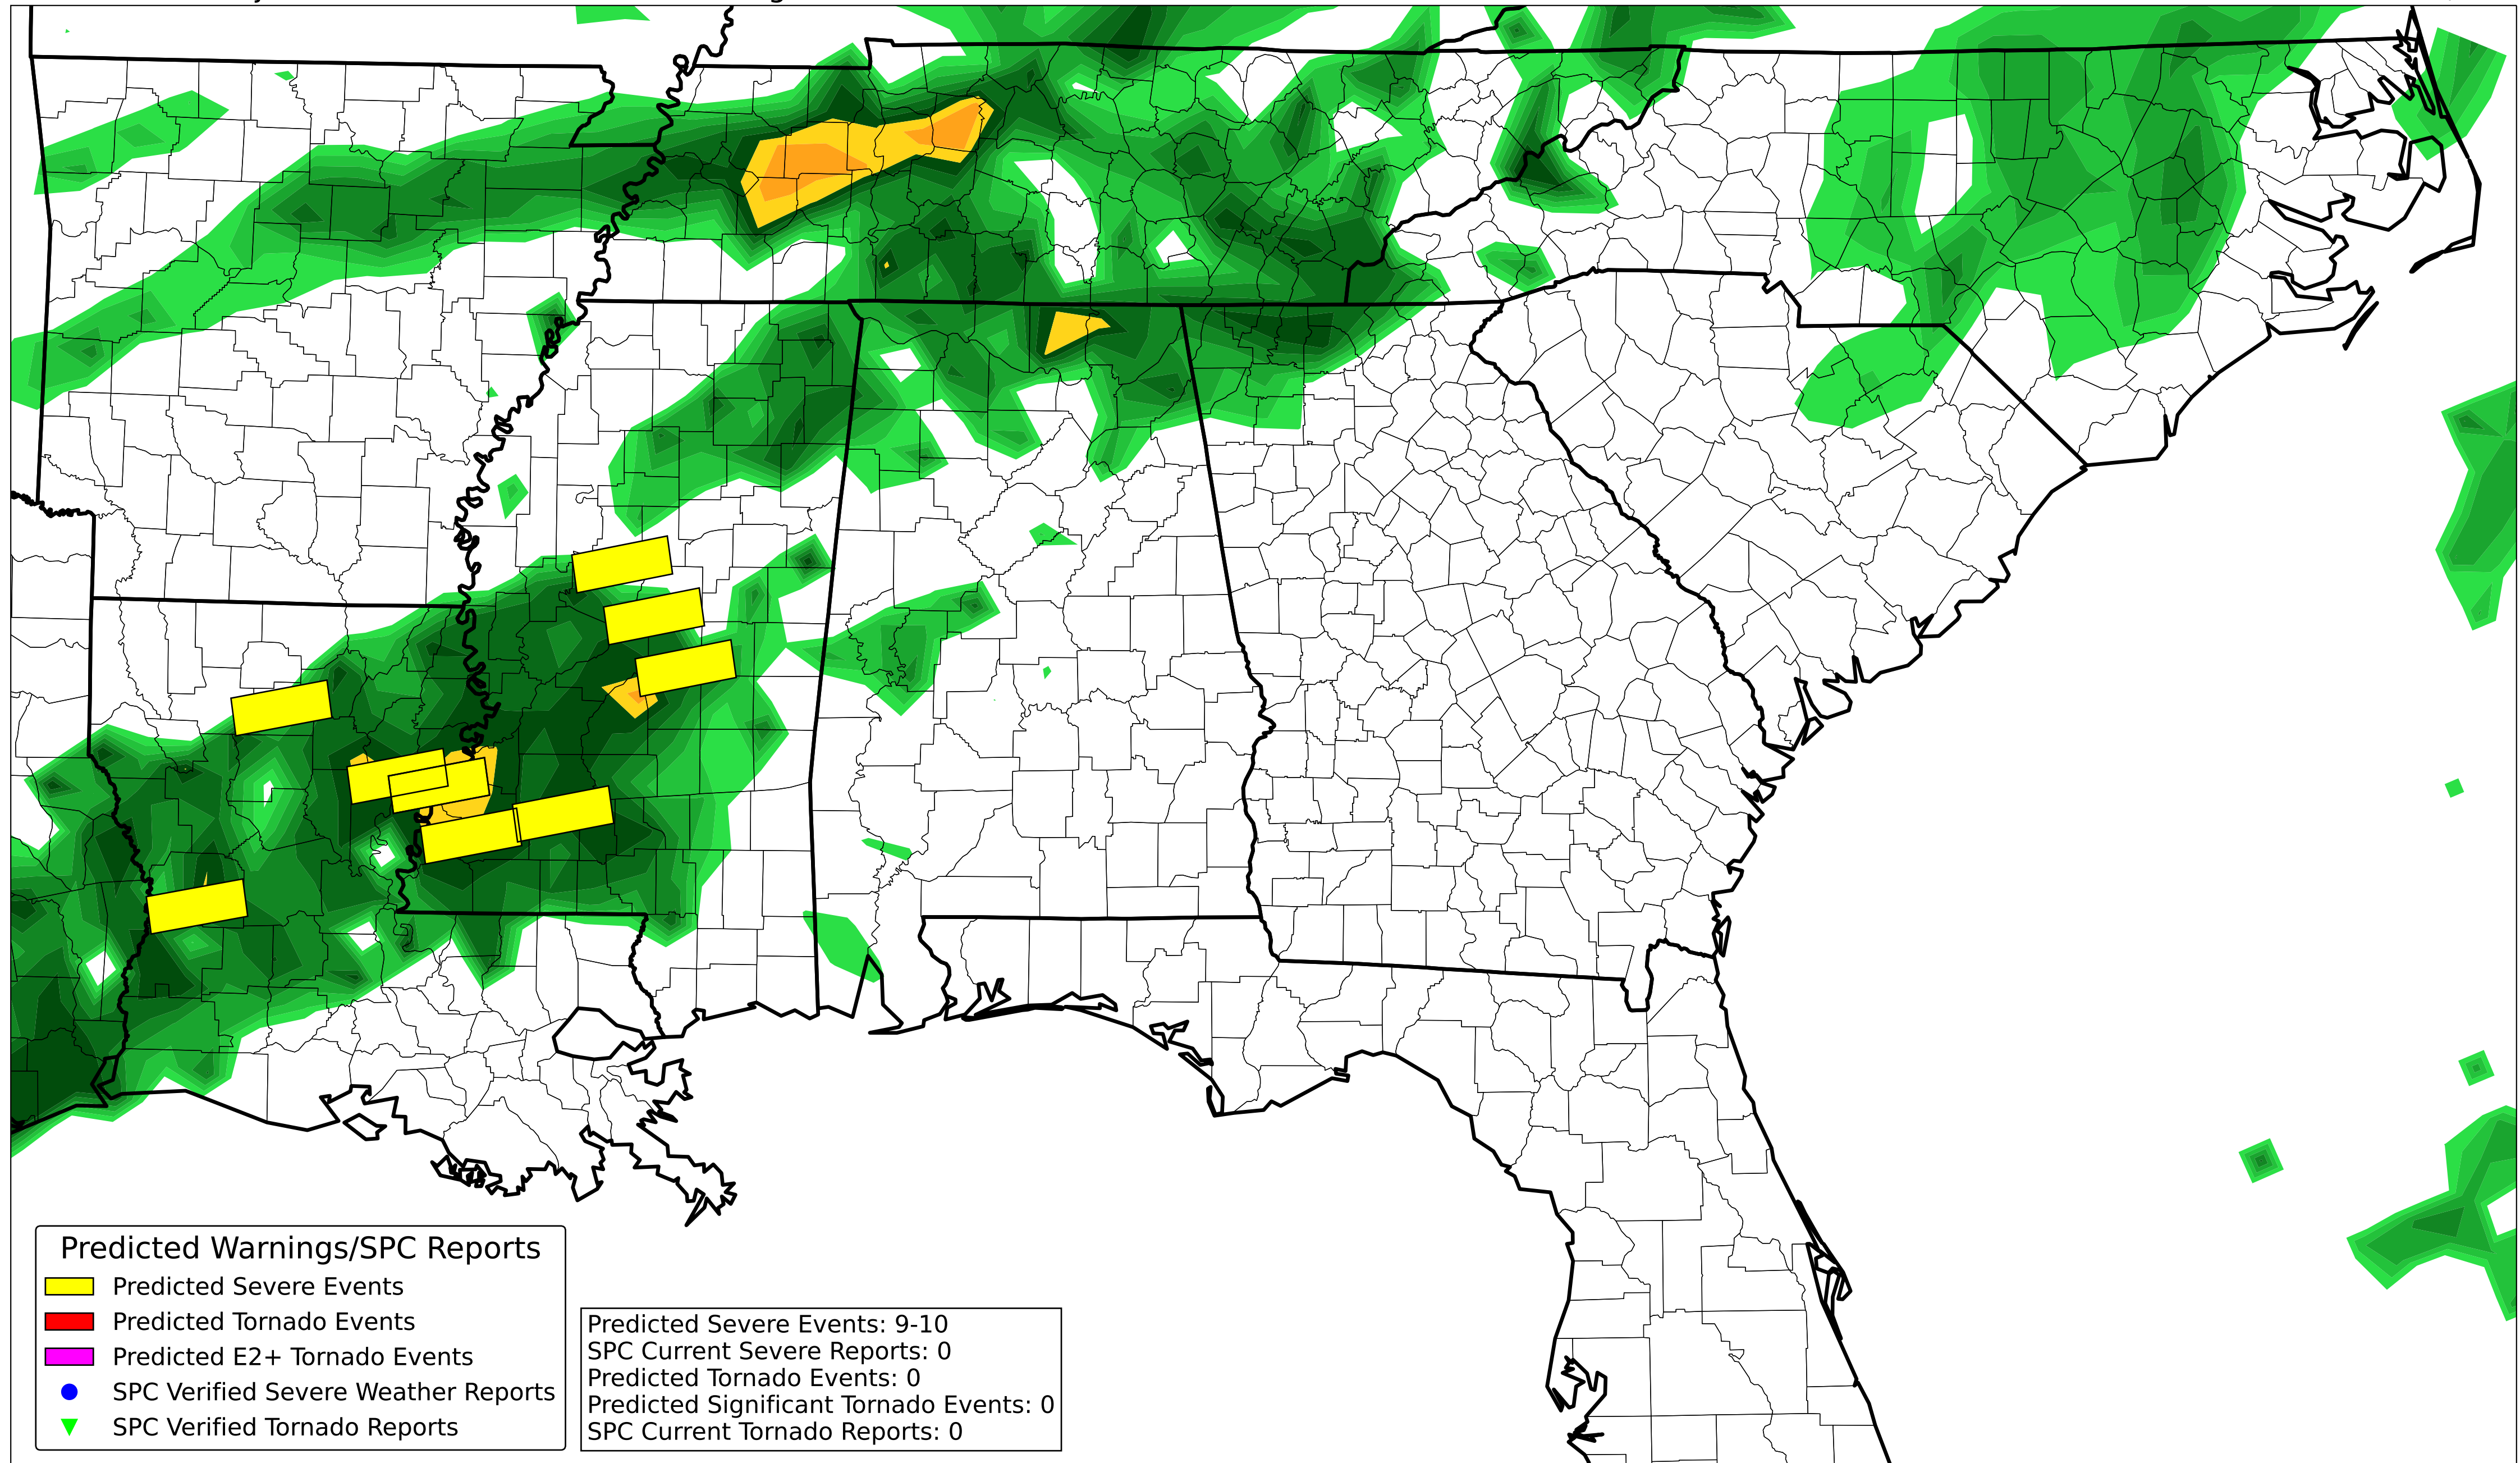 Predicted Warnings/SPC Reports
Predicted Severe Events
Predicted Tornado Events
Predicted E2+ Tornado Events
SPC Verified Severe Weather Reports
SPC Verified Tornado Reports
Predicted Severe Events: 9-10
SPC Current Severe Reports: 0
Predicted Tornado Events: 0
Predicted Significant Tornado Events: 0
SPC Current Tornado Reports: 0